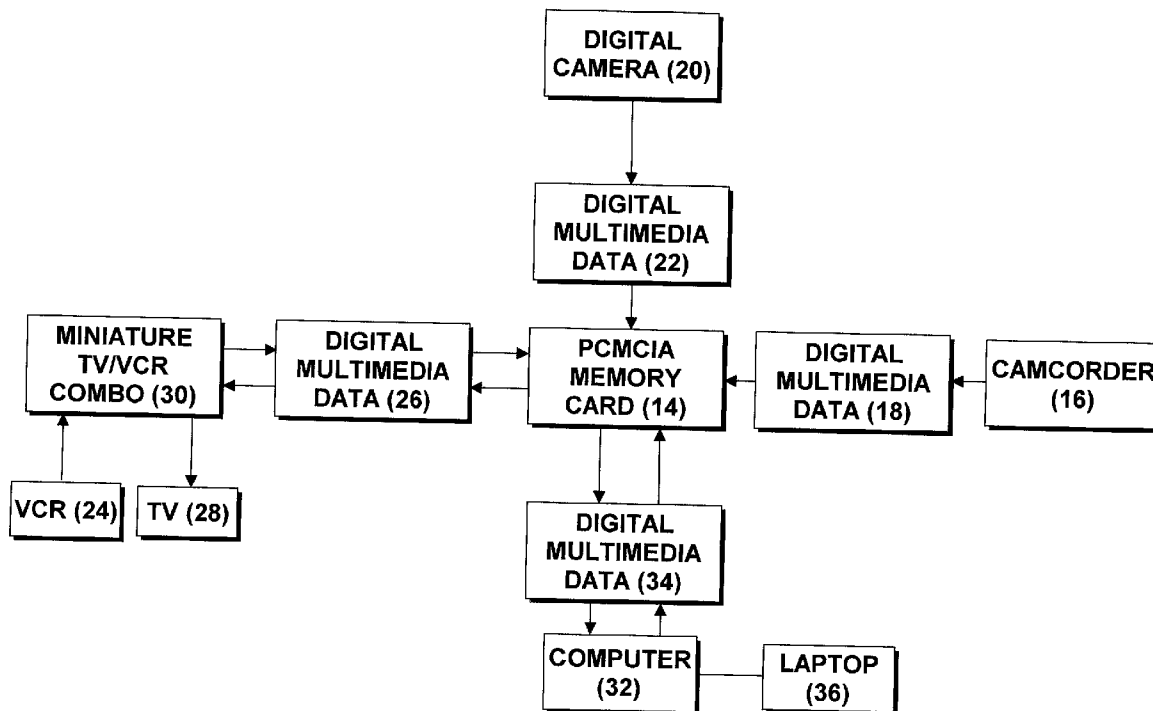 DIGITAL
CAMERA (20)
DIGITAL
MULTIMEDIA
DATA (22)
MINIATURE
TV/VCR
COMBO (30)
DIGITAL
MULTIMEDIA
DATA (26)
PCMCIA
MEMORY
CARD (14)
DIGITAL
MULTIMEDIA
DATA (18)
CAMCORDER
(16)
VCR (24)
TV (28)
DIGITAL
MULTIMEDIA
DATA (34)
COMPUTER
(32)
LAPTOP
(36)